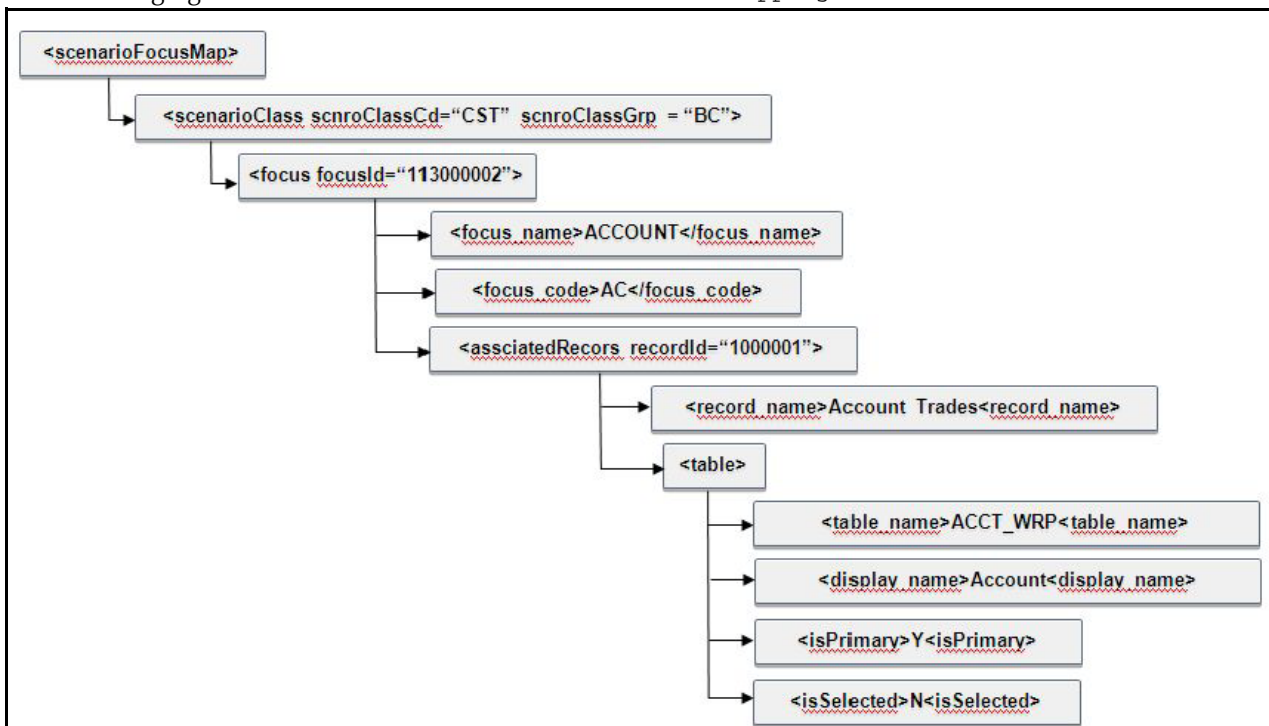 <scenarioFocusMap>
<scenarioClass scnroClassCd=“CST” scnroClassGrp = “BC”>
<focus focusId=“113000002”>
<focus_name>ACCOUNT</focus_name>
<focus_code>AC</focus_code>
<assciatedRecors recordId=“1000001”>
<record_name>Account Trades<record_name>
<table>
<table_name>ACCT_WRP<table_name>
<display_name>Account<display_name>
<isPrimary>Y<isPrimary>
<isSelected>N<isSelected>